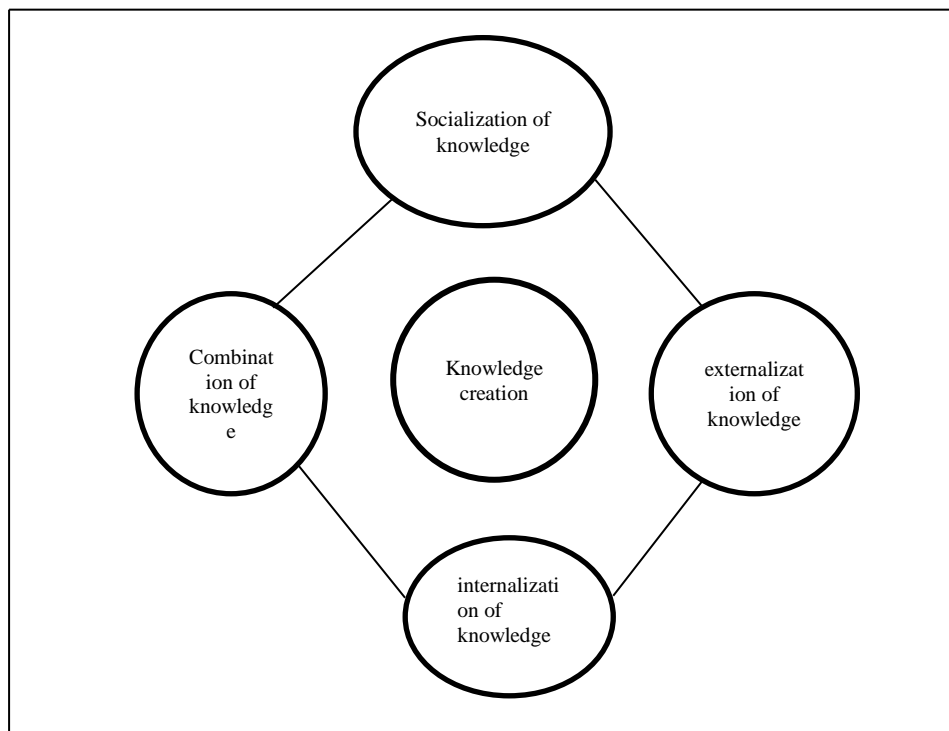 Socialization of
knowledge
Combinat
ion of
knowledg
e
Knowledge
creation
externalizat
ion of
knowledge
internalizati
on of
knowledge